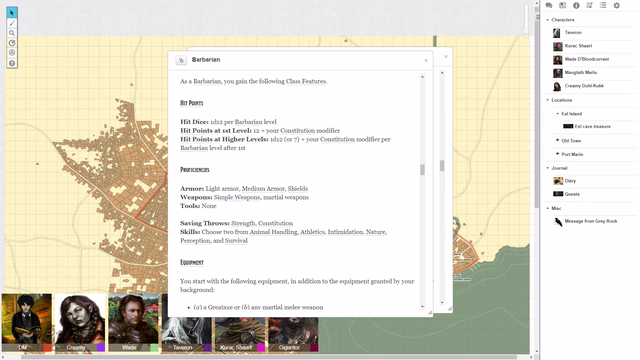 Barbarian
As a Barbarian, you gain the following Class Features.
Hit Points
Hit Dice: 1d12 per Barbarian level
Hit Points at 1st Level: 12 + your Constitution modifier
Hit Points at Higher Levels: 1d12 (or 7) + your Constitution modifier per
Barbarian level after 1st
Proficiencies
Armor: Light armor, Medium Armor, Shields
Weapons: Simple Weapons, martial weapons
Tools: None
Saving Throws: Strength, Constitution
Skills: Choose two from Animal Handling, Athletics, Intimidation, Nature,
Perception, and Survival
Equipment
You start with the following equipment, in addition to the equipment granted by your
background:
• (a) a Greataxe or (b) any martial melee weapon
GM
Creamy
Wade
Taveron
Kurac Shaart
Gigantor
Characters
Taveron
Kurac Shaart
Wade D'Bloodcurrent
Creamy Duhl-Kukk
Locations
Eel Island
Eel cave treasure
Old Town
Port Marlo
Journal
Diary
Quests
Misc
Message from Grey Rook